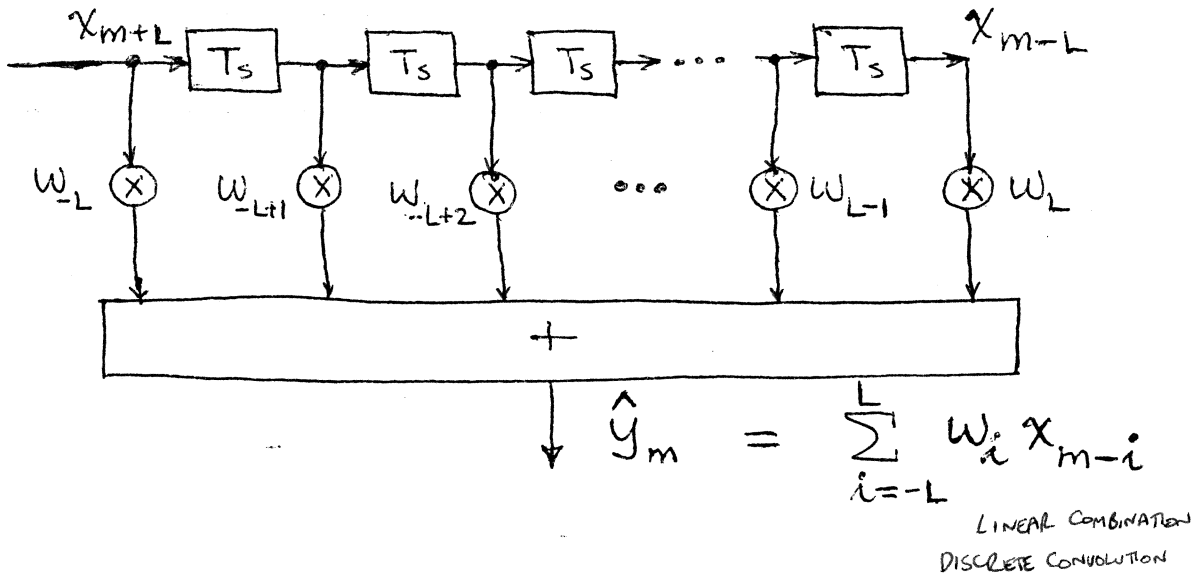 x_{m+L} T_s T_s T_s ... T_s x_{m-L}
w_{-L} × w_{-L+1} × w_{-L+2} × ... × w_{L-1} × w_L
+
ŷ_m = ∑_{i=-L}^{L} w_i x_{m-i}
LINEAR COMBINATION
DISCRETE CONVOLUTION